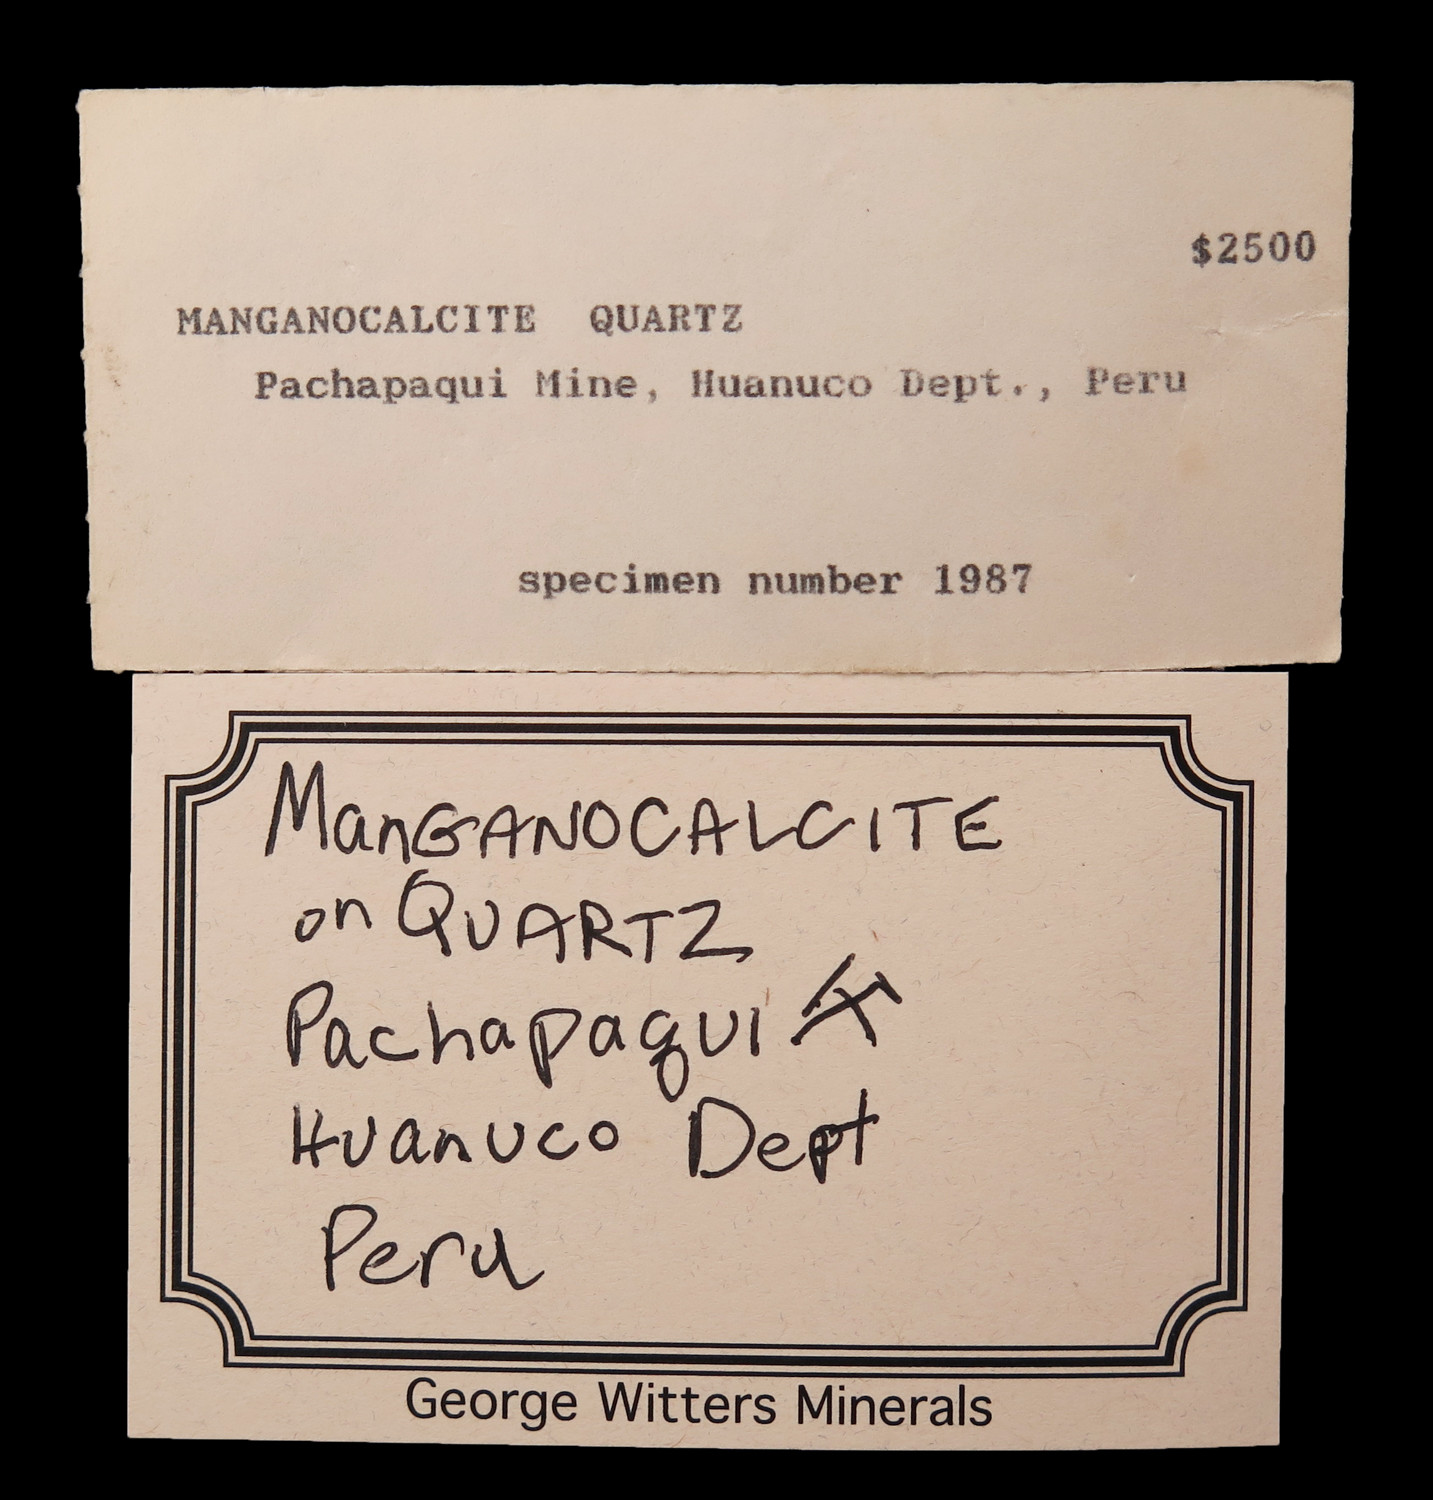 $2500
MANGANOCALCITE QUARTZ
Pachapaqui Mine, Huanuco Dept., Peru
specimen number 1987
ManGANOCALCITE
on QUARTZ
Pachapaqui
Huanuco Dept
Peru
George Witters Minerals